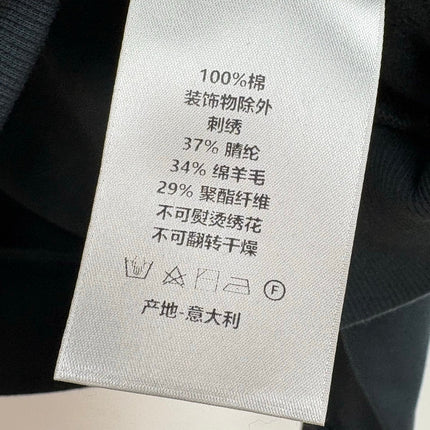 100%棉
装饰物除外
刺绣
37% 腈纶
34% 绵羊毛
29% 聚酯纤维
不可熨烫绣花
不可翻转干燥
F
产地-意大利